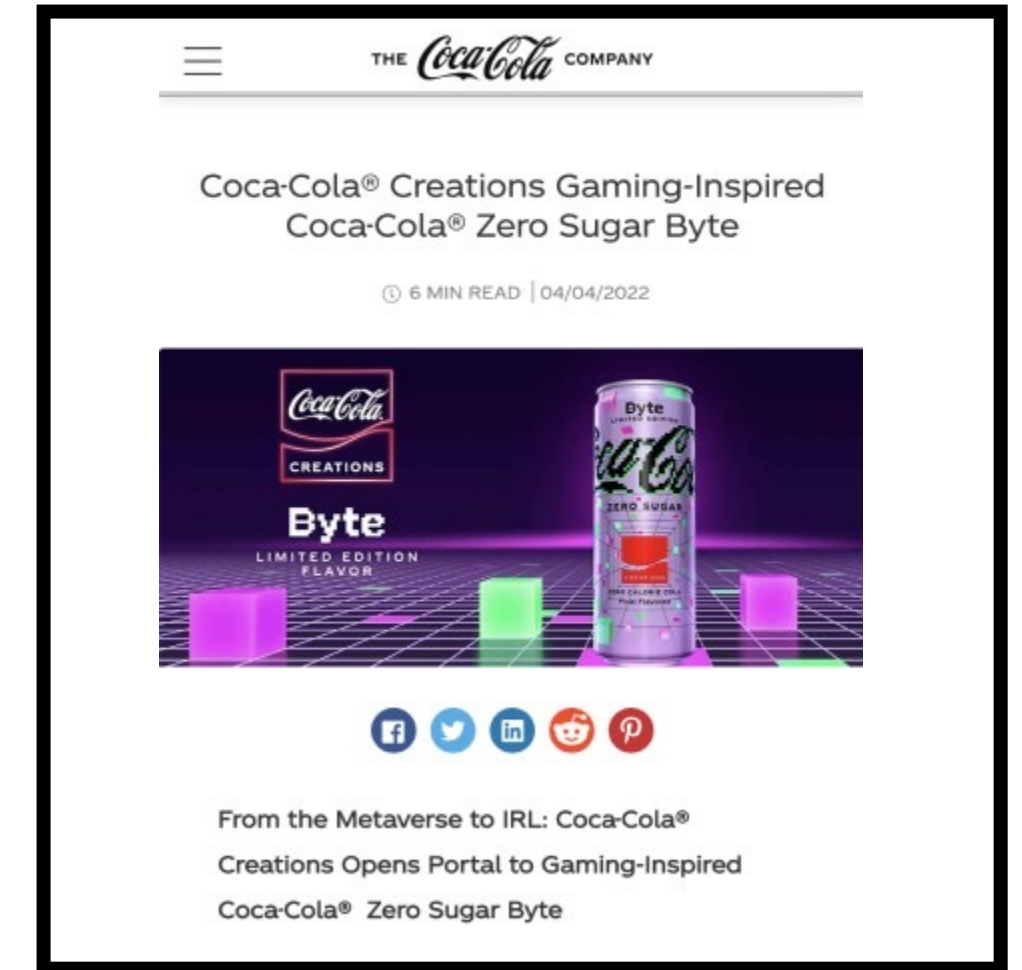 THE Coca-Cola COMPANY
Coca-Cola® Creations Gaming-Inspired
Coca-Cola® Zero Sugar Byte
6 MIN READ | 04/04/2022
Coca-Cola
CREATIONS
Byte
LIMITED EDITION
FLAVOR
Byte
LIMITED EDITION
ZERO SUGAR
ZERO CALORIE COLA
From the Metaverse to IRL: Coca-Cola®
Creations Opens Portal to Gaming-Inspired
Coca-Cola® Zero Sugar Byte